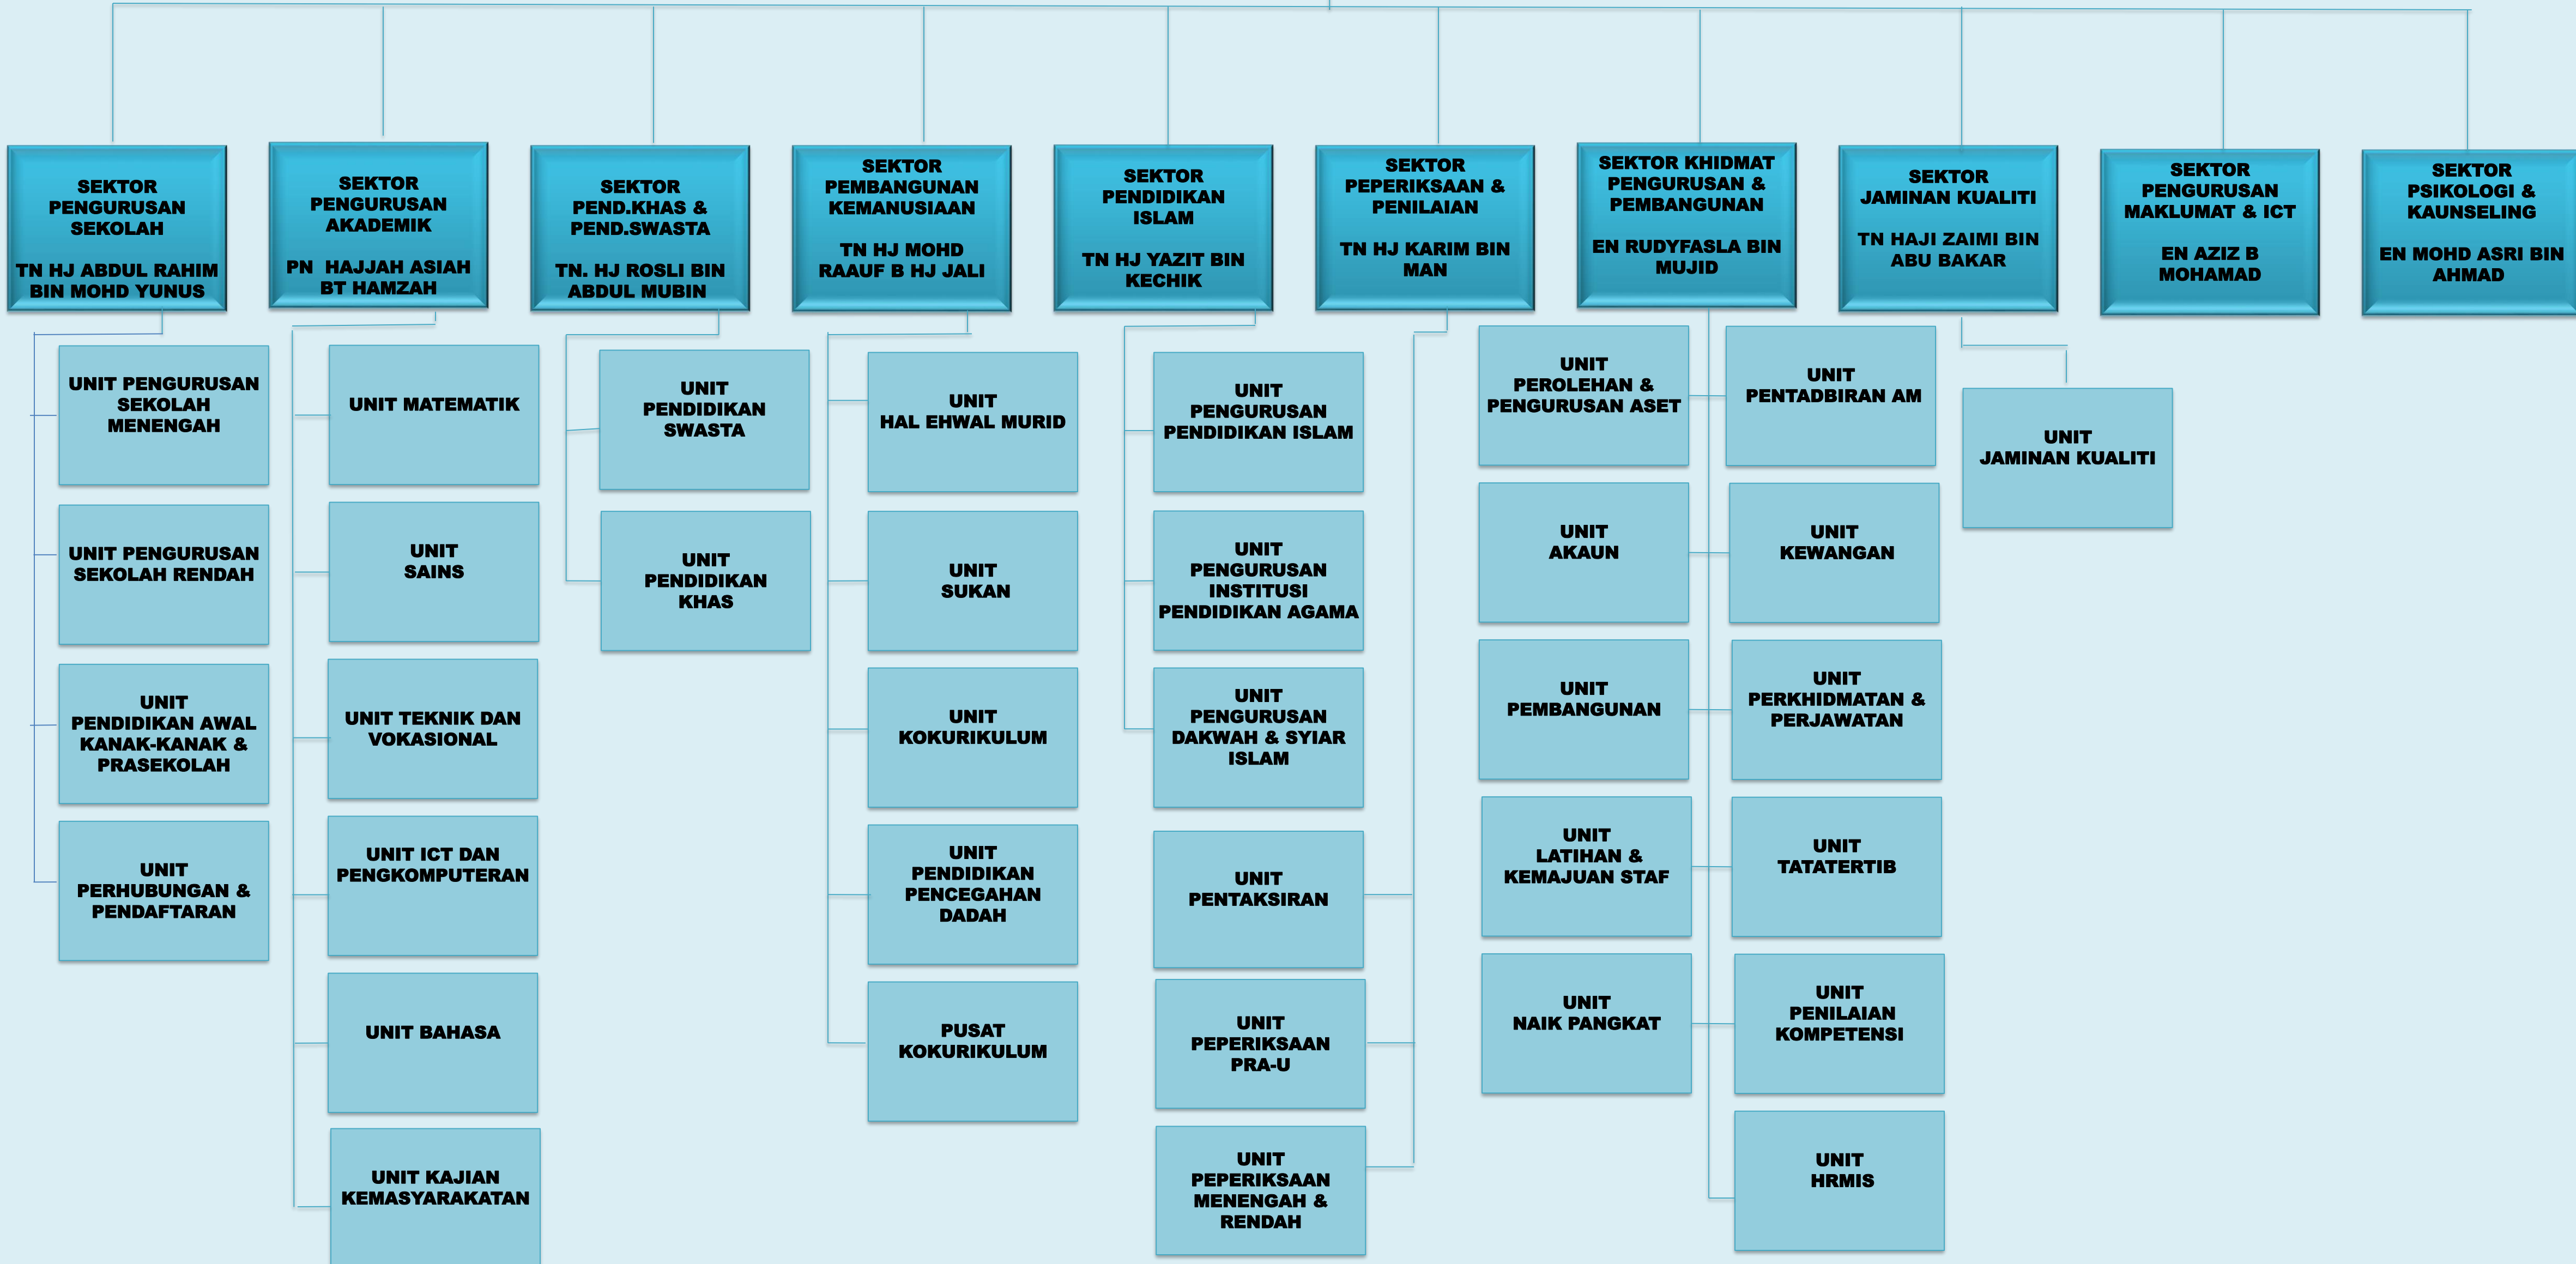 SEKTOR
PENGURUSAN
SEKOLAH
TN HJ ABDUL RAHIM
BIN MOHD YUNUS
SEKTOR
PENGURUSAN
AKADEMIK
PN  HAJJAH ASIAH
BT HAMZAH
SEKTOR
PEND.KHAS &
PEND.SWASTA
TN. HJ ROSLI BIN
ABDUL MUBIN
SEKTOR
PEMBANGUNAN
KEMANUSIAAN
TN HJ MOHD
RAAUF B HJ JALI
SEKTOR
PENDIDIKAN
ISLAM
TN HJ YAZIT BIN
KECHIK
SEKTOR
PEPERIKSAAN &
PENILAIAN
TN HJ KARIM BIN
MAN
SEKTOR KHIDMAT
PENGURUSAN &
PEMBANGUNAN
EN RUDYFASLA BIN
MUJID
SEKTOR
JAMINAN KUALITI
TN HAJI ZAIMI BIN
ABU BAKAR
SEKTOR
PENGURUSAN
MAKLUMAT & ICT
EN AZIZ B
MOHAMAD
SEKTOR
PSIKOLOGI &
KAUNSELING
EN MOHD ASRI BIN
AHMAD
UNIT PENGURUSAN
SEKOLAH
MENENGAH
UNIT PENGURUSAN
SEKOLAH RENDAH
UNIT
PENDIDIKAN AWAL
KANAK-KANAK &
PRASEKOLAH
UNIT
PERHUBUNGAN &
PENDAFTARAN
UNIT MATEMATIK
UNIT
SAINS
UNIT TEKNIK DAN
VOKASIONAL
UNIT ICT DAN
PENGKOMPUTERAN
UNIT BAHASA
UNIT KAJIAN
KEMASYARAKATAN
UNIT
PENDIDIKAN
SWASTA
UNIT
PENDIDIKAN
KHAS
UNIT
HAL EHWAL MURID
UNIT
SUKAN
UNIT
KOKURIKULUM
UNIT
PENDIDIKAN
PENCEGAHAN
DADAH
PUSAT
KOKURIKULUM
UNIT
PENGURUSAN
PENDIDIKAN ISLAM
UNIT
PENGURUSAN
INSTITUSI
PENDIDIKAN AGAMA
UNIT
PENGURUSAN
DAKWAH & SYIAR
ISLAM
UNIT
PENTAKSIRAN
UNIT
PEPERIKSAAN
PRA-U
UNIT
PEPERIKSAAN
MENENGAH &
RENDAH
UNIT
PEROLEHAN &
PENGURUSAN ASET
UNIT
AKAUN
UNIT
PEMBANGUNAN
UNIT
LATIHAN &
KEMAJUAN STAF
UNIT
NAIK PANGKAT
UNIT
PENTADBIRAN AM
UNIT
KEWANGAN
UNIT
PERKHIDMATAN &
PERJAWATAN
UNIT
TATATERTIB
UNIT
PENILAIAN
KOMPETENSI
UNIT
HRMIS
UNIT
JAMINAN KUALITI